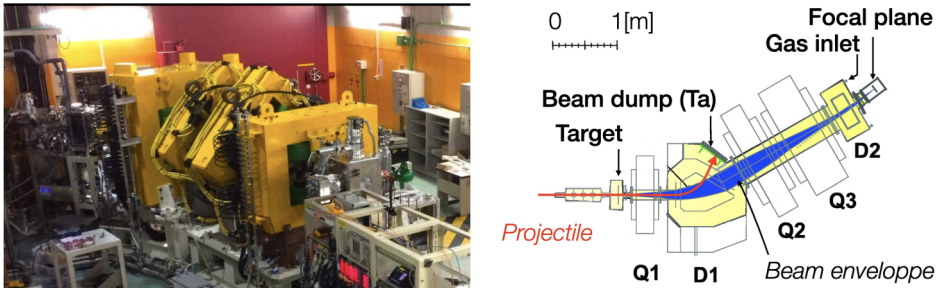 0 1[m]
Focal plane
Gas inlet
Beam dump (Ta)
Target
D2
Q3
Projectile
Q2
Q1
D1
Beam enveloppe